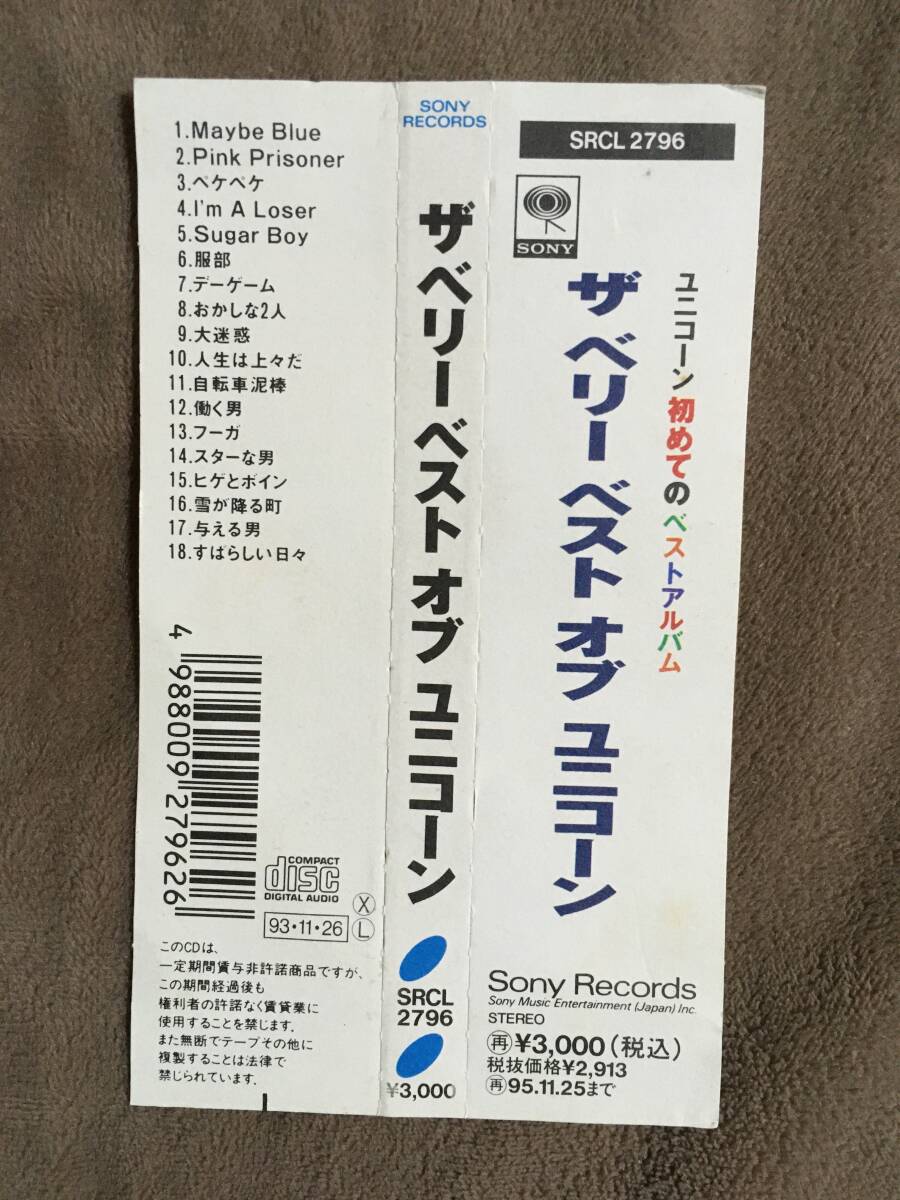 1.Maybe Blue
2.Pink Prisoner
3.ペケペケ
4.I'm A Loser
5.Sugar Boy
6.服部
7.デーゲーム
8.おかしな2人
9.大迷惑
10.人生は上々だ
11.自転車泥棒
12.働く男
13.フーガ
14.スターな男
15.ヒゲとボイン
16.雪が降る町
17.与える男
18.すばらしい日々
4 988009 279626
COMPACT
disc
DIGITAL AUDIO
93・11・26
Ⓧ
Ⓛ
このCDは、
一定期間賃与非許諾商品ですが、
この期間経過後も
権利者の許諾なく賃貸業に
使用することを禁じます。
また無断でテープその他に
複製することは法律で
禁じられています。
SONY
RECORDS
ザ ベリー ベスト オブ ユニコーン
SRCL
2796
¥3,000
SRCL 2796
SONY
ユニコーン初めてのベストアルバム
ザ ベリー ベスト オブ ユニコーン
Sony Records
Sony Music Entertainment (Japan) Inc.
STEREO
㊢¥3,000(税込)
税抜価格¥2,913
㊢95.11.25まで